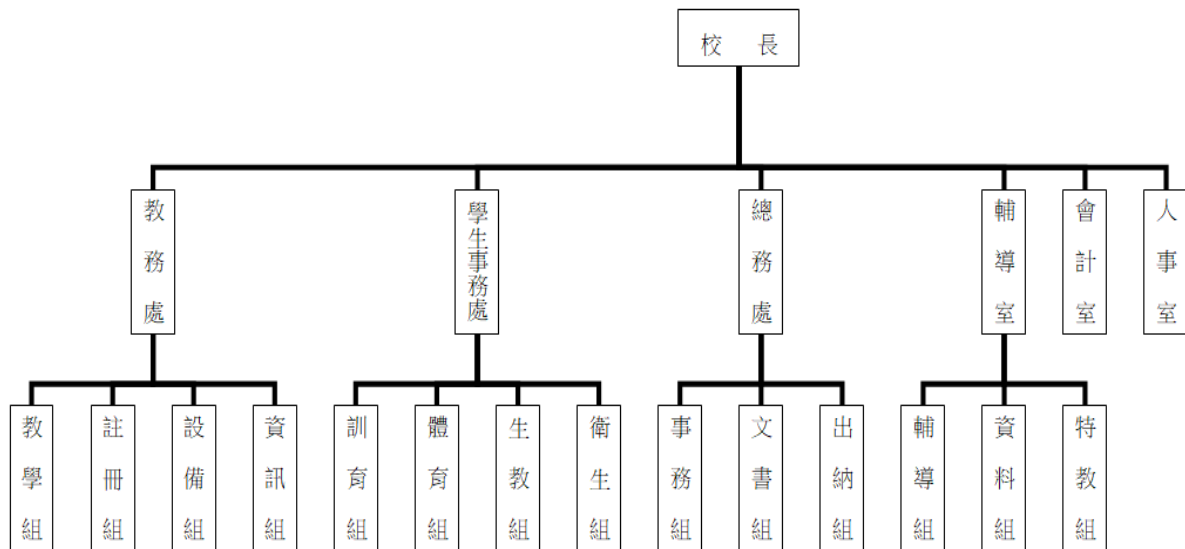 校長
教務處
學生事務處
總務處
輔導室
會計室
人事室
教學組
註冊組
設備組
資訊組
訓育組
體育組
生教組
衛生組
事務組
文書組
出納組
輔導組
資料組
特教組